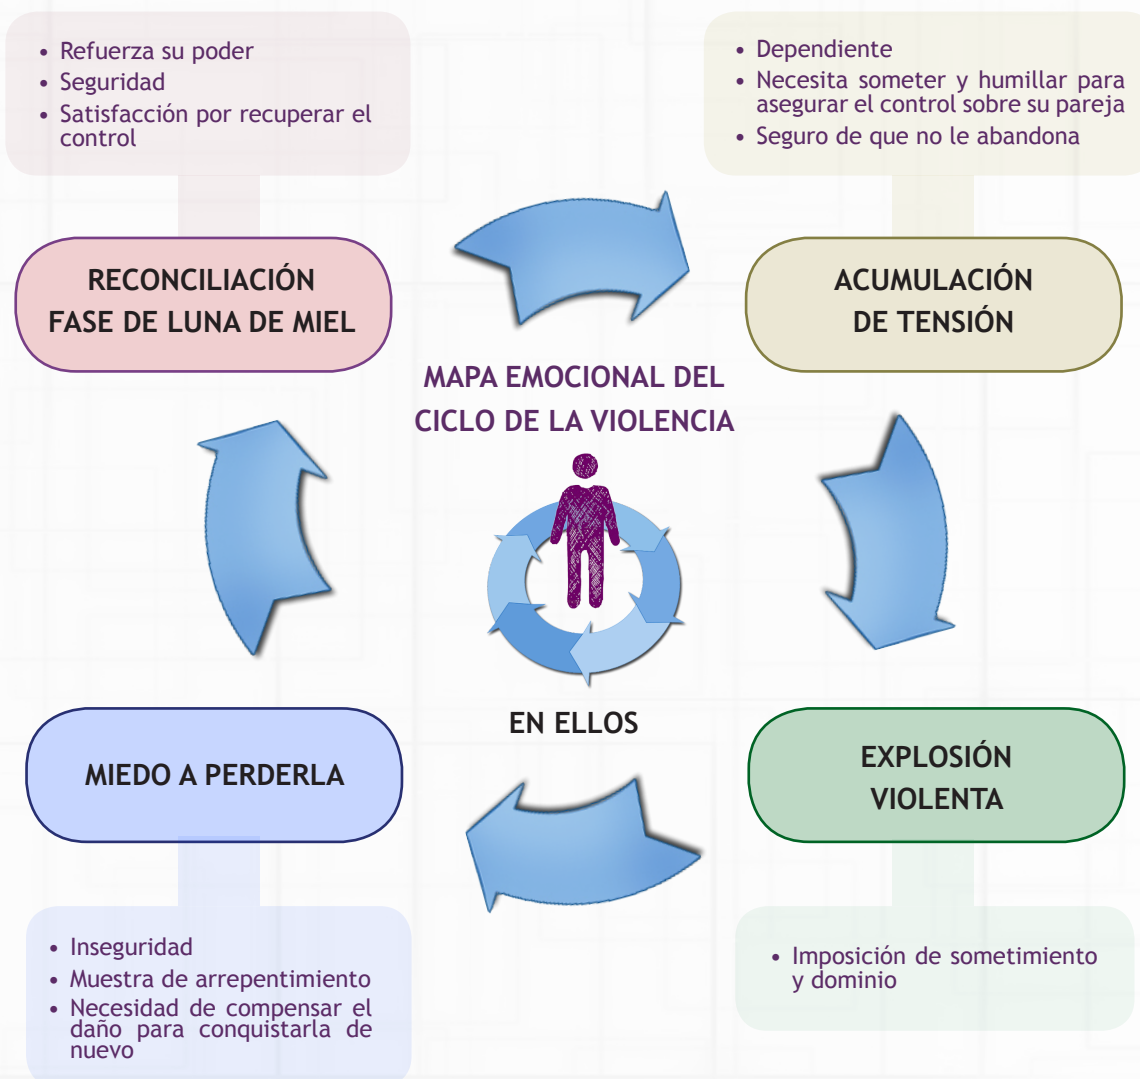 • Refuerza su poder
• Seguridad
• Satisfacción por recuperar el
control
• Dependiente
• Necesita someter y humillar para
asegurar el control sobre su pareja
• Seguro de que no le abandona
RECONCILIACIÓN
FASE DE LUNA DE MIEL
ACUMULACIÓN
DE TENSIÓN
MAPA EMOCIONAL DEL
CICLO DE LA VIOLENCIA
EN ELLOS
MIEDO A PERDERLA
EXPLOSIÓN
VIOLENTA
• Inseguridad
• Muestra de arrepentimiento
• Necesidad de compensar el
daño para conquistarla de
nuevo
• Imposición de sometimiento
y dominio